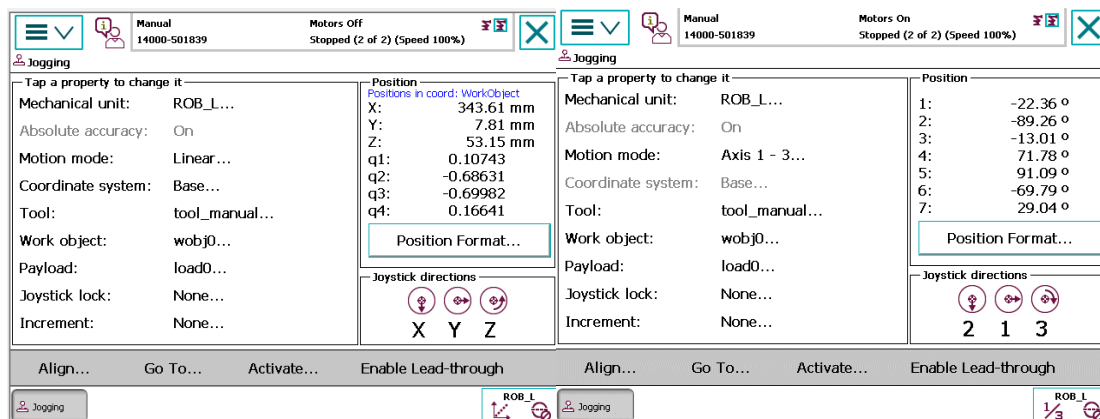 Manual
14000-501839
Motors Off
Stopped (2 of 2) (Speed 100%)
Jogging
Tap a property to change it
Mechanical unit: ROB_L...
Absolute accuracy: On
Motion mode: Linear...
Coordinate system: Base...
Tool: tool_manual...
Work object: wobj0...
Payload: load0...
Joystick lock: None...
Increment: None...
Position
Positions in coord: WorkObject
X: 343.61 mm
Y: 7.81 mm
Z: 53.15 mm
q1: 0.10743
q2: -0.68631
q3: -0.69982
q4: 0.16641
Position Format...
Joystick directions
X Y Z
Align... Go To... Activate... Enable Lead-through
Jogging
ROB_L
Manual
14000-501839
Motors On
Stopped (2 of 2) (Speed 100%)
Jogging
Tap a property to change it
Mechanical unit: ROB_L...
Absolute accuracy: On
Motion mode: Axis 1 - 3...
Coordinate system: Base...
Tool: tool_manual...
Work object: wobj0...
Payload: load0...
Joystick lock: None...
Increment: None...
Position
1: -22.36 º
2: -89.26 º
3: -13.01 º
4: 71.78 º
5: 91.09 º
6: -69.79 º
7: 29.04 º
Position Format...
Joystick directions
2 1 3
Align... Go To... Activate... Enable Lead-through
Jogging
ROB_L
1/3